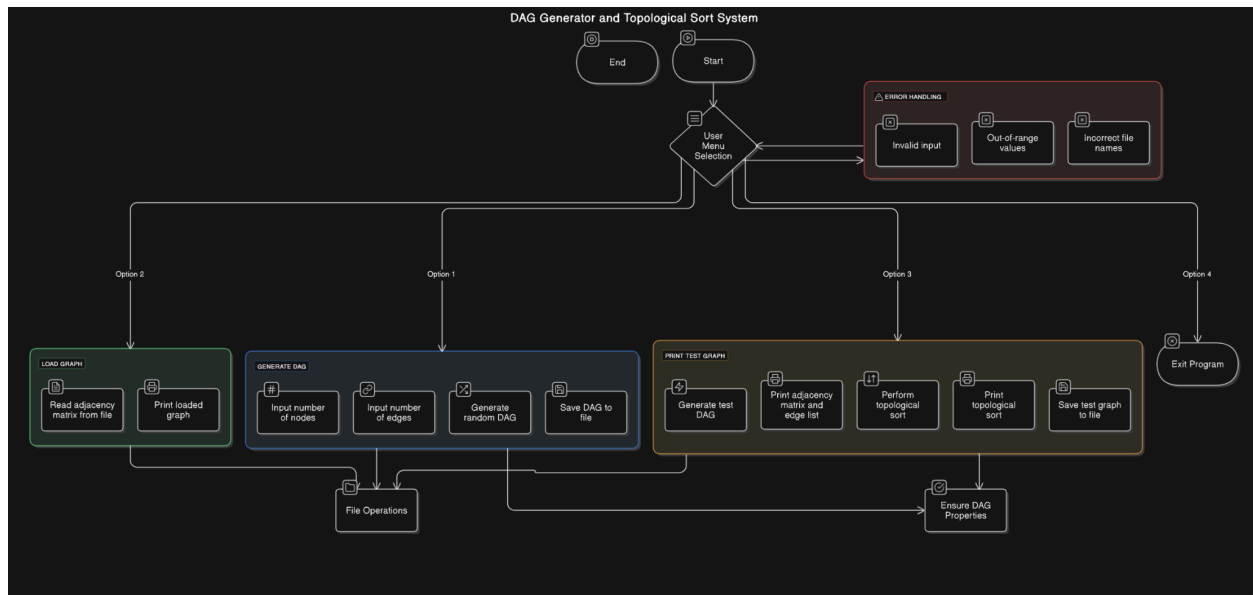 DAG Generator and Topological Sort System
End
Start
User
Menu
Selection
ERROR HANDLING
Invalid input
Out-of-range
values
Incorrect file
names
Option 2
Option 1
Option 3
Option 4
LOAD GRAPH
Read adjacency
matrix from file
Print loaded
graph
GENERATE DAG
Input number
of nodes
Input number
of edges
Generate
random DAG
Save DAG to
file
PRINT TEST GRAPH
Generate test
DAG
Print adjacency
matrix and
edge list
Perform
topological
sort
Print
topological
sort
Save test graph
to file
Exit Program
File Operations
Ensure DAG
Properties